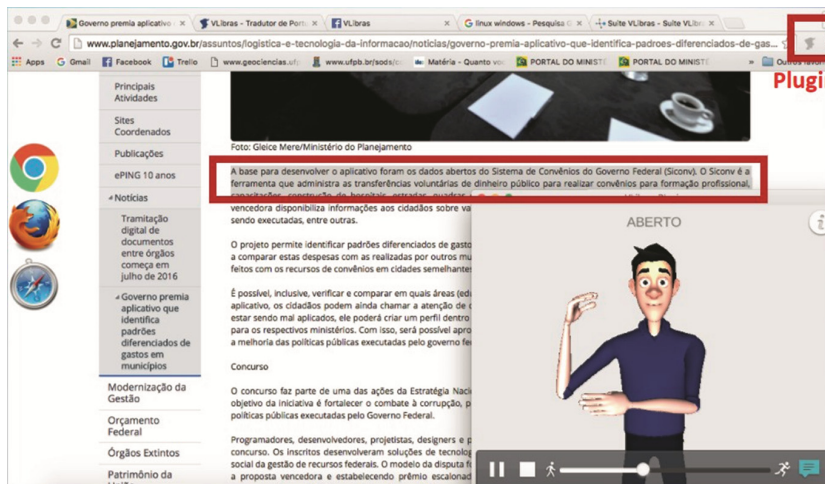 Governo premia aplicativo
VLibras - Tradutor de Portu
VLibras
linux windows - Pesquisa G
Suite VLibras - Suite VLibr
www.planejamento.gov.br/assuntos/logistica-e-tecnologia-da-informacao/noticias/governo-premia-aplicativo-que-identifica-padroes-diferenciados-de-gas...
Apps Gmail Facebook Trello www.geociencias.uf www.ufpb.br/sods/c Matéria - Quanto vo PORTAL DO MINISTÉ PORTAL DO MINISTÉ » Outros favor
Plugi
Principais
Atividades
Sites
Coordenados
Publicações
ePING 10 anos
Notícias
Tramitação
digital de
documentos
entre órgãos
começa em
julho de 2016
Governo premia
aplicativo que
identifica
padrões
diferenciados de
gastos em
municípios
Modernização da
Gestão
Orçamento
Federal
Órgãos Extintos
Patrimônio da
Foto: Gleice Mere/Ministério do Planejamento
A base para desenvolver o aplicativo foram os dados abertos do Sistema de Convênios do Governo Federal (Siconv). O Siconv é a
ferramenta que administra as transferências voluntárias de dinheiro público para realizar convênios para formação profissional,
capacitações, construção de hospitais, estradas, quadras
vencedora disponibiliza informações aos cidadãos sobre va
sendo executadas, entre outras.
O projeto permite identificar padrões diferenciados de gasto
a comparar estas despesas com as realizadas por outros mu
feitos com os recursos de convênios em cidades semelhantes
É possível, inclusive, verificar e comparar em quais áreas (edu
aplicativo, os cidadãos podem ainda chamar a atenção de
estar sendo mal aplicados, ele poderá criar um perfil dentro
para os respectivos ministérios. Com isso, será possível apro
a melhoria das políticas públicas executadas pelo governo fe
Concurso
O concurso faz parte de uma das ações da Estratégia Naci
objetivo da iniciativa é fortalecer o combate à corrupção, p
políticas públicas executadas pelo Governo Federal.
Programadores, desenvolvedores, projetistas, designers e p
concurso. Os inscritos desenvolveram soluções de tecnolog
social da gestão de recursos federais. O modelo da disputa f
a proposta vencedora e estabelecendo prêmio escalonad
ABERTO